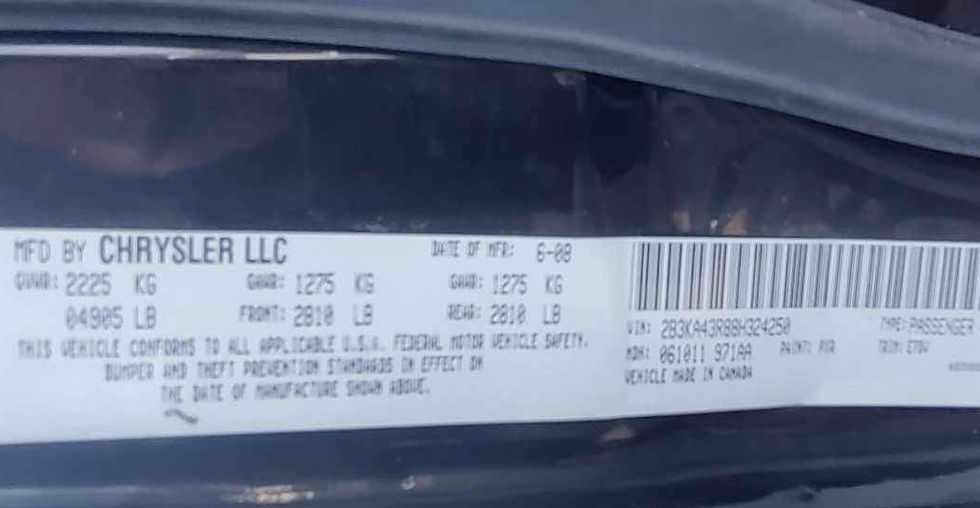 MFD BY CHRYSLER LLC DATE OF MFR: 6-08
GVWR: 2225 KG GAWR: 1275 KG GAWR: 1275 KG
04905 LB FRONT: 2810 LB REAR: 2810 LB
THIS VEHICLE CONFORMS TO ALL APPLICABLE U.S.A. FEDERAL MOTOR VEHICLE SAFETY,
BUMPER AND THEFT PREVENTION STANDARDS IN EFFECT ON
THE DATE OF MANUFACTURE SHOWN ABOVE.
VIN: 2B3KA43R88H324250 TYPE: PASSENGER
MDH: 061011 971AA PAINT: TRIM:
VEHICLE MADE IN CANADA